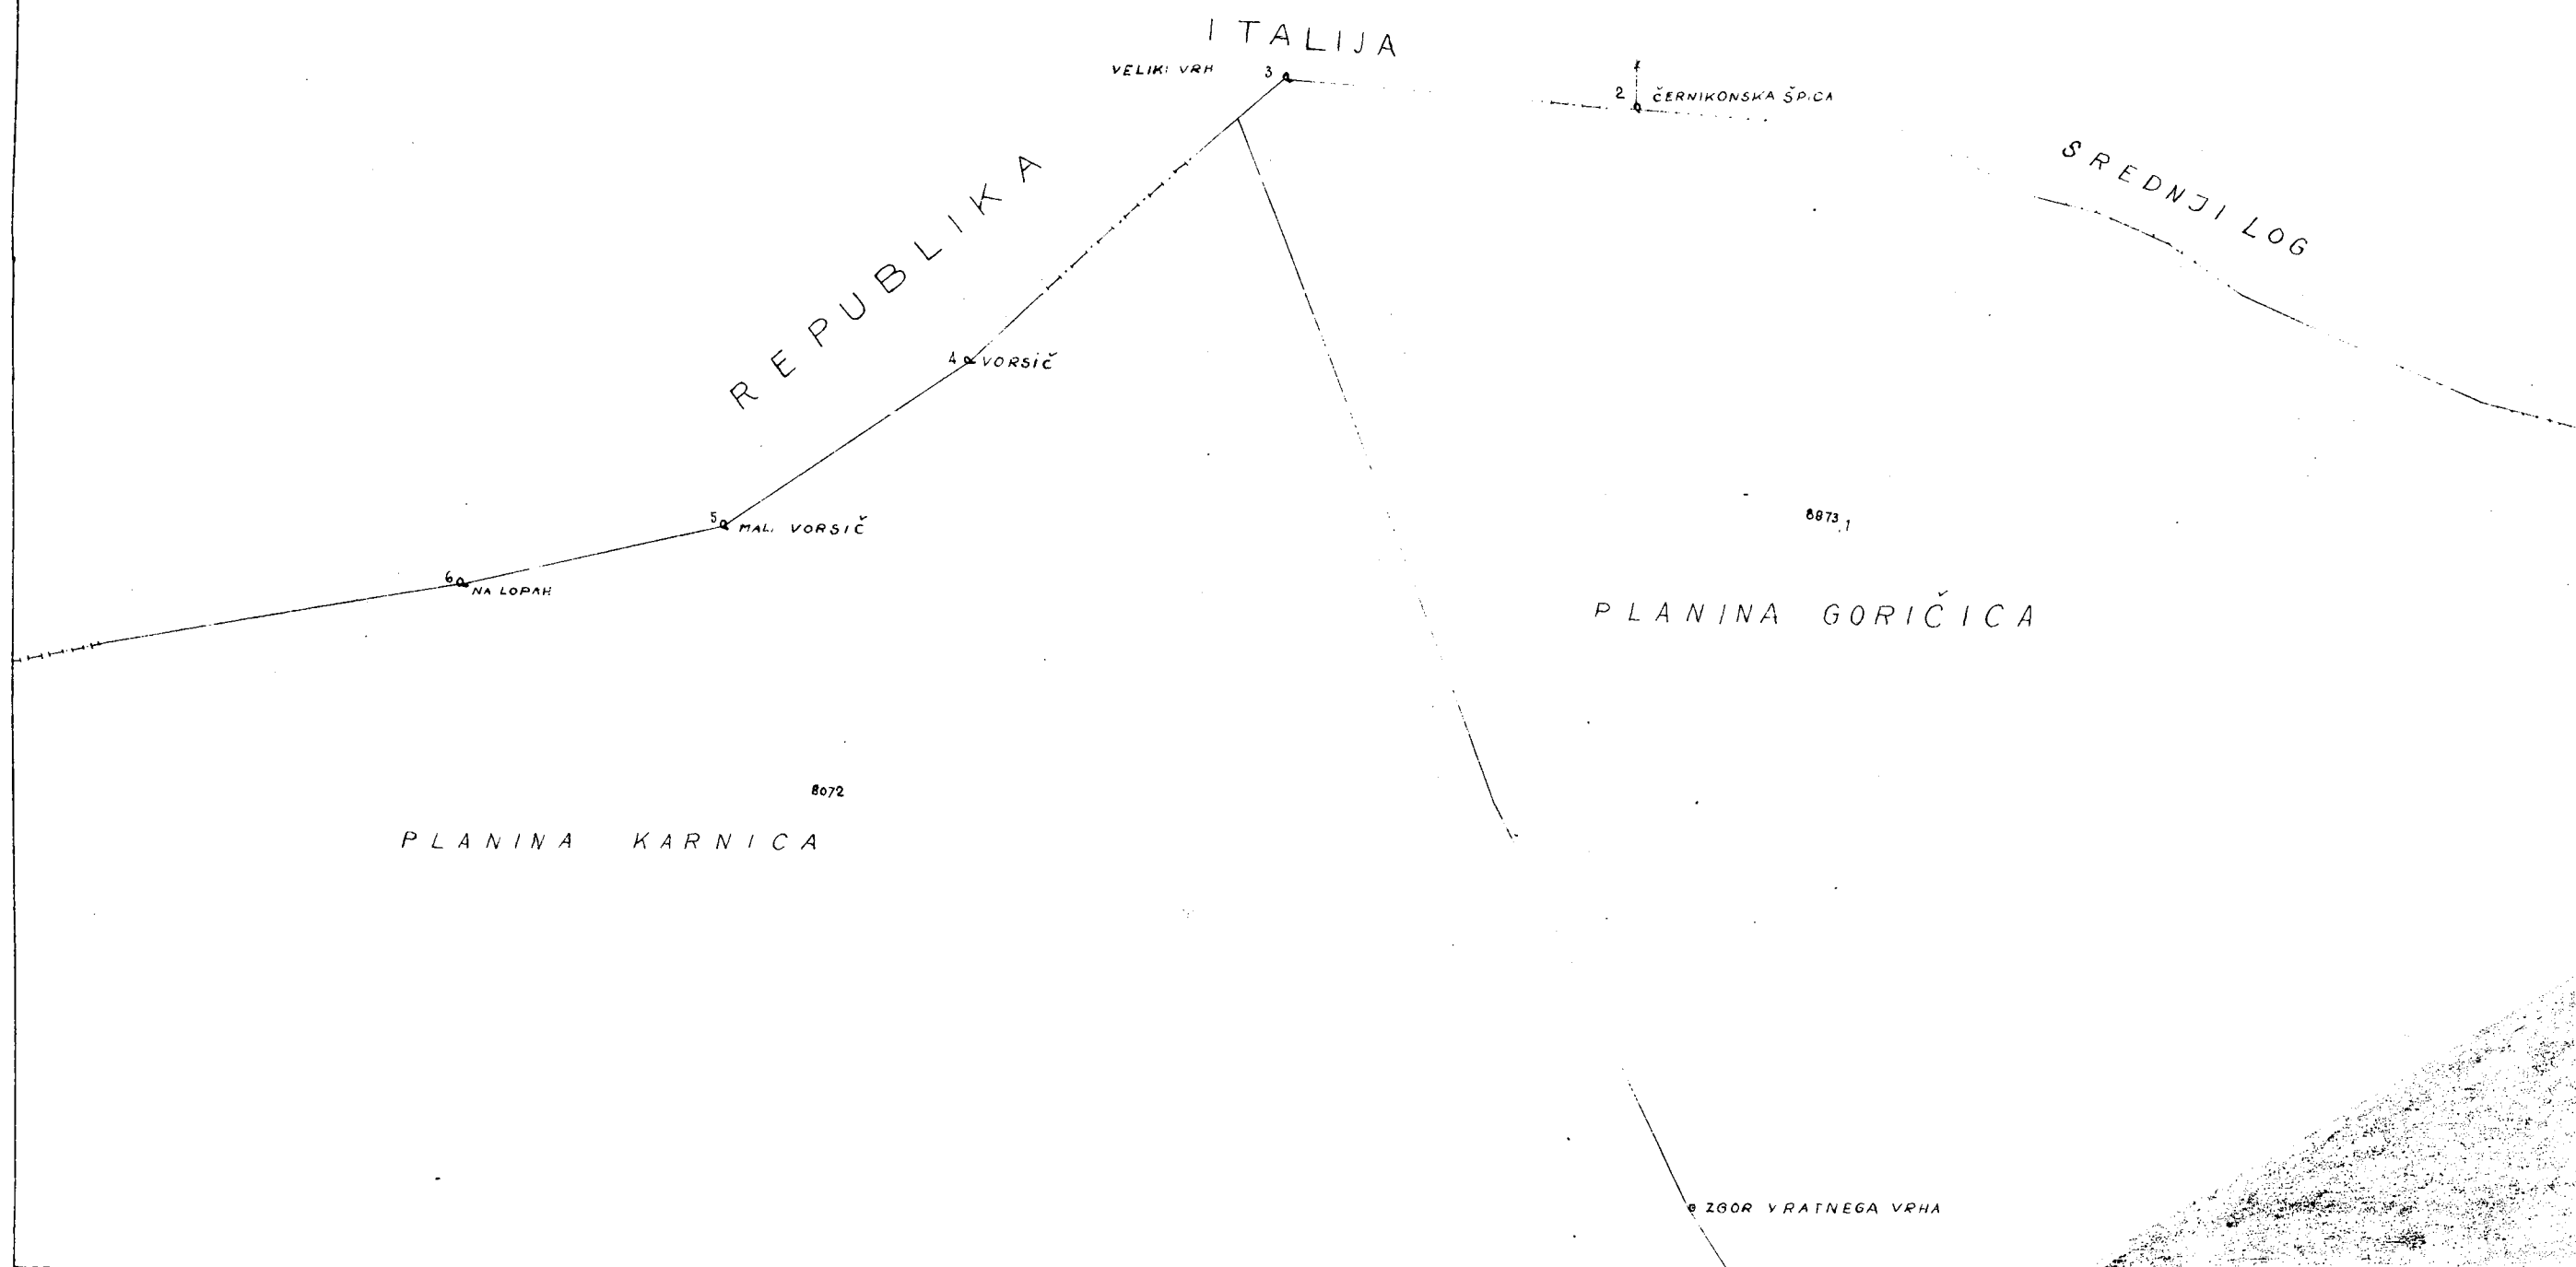 REPUBLIKA ITALIJA
VELIKI VRH 3
2 ČERNIKONSKA ŠPICA
SREDNJI LOG
4 VORSIČ
5 MALI VORSIČ
6 NA LOPAH
8873/1
PLANINA GORIČICA
8072
PLANINA KARNICA
ZGOR VRATNEGA VRHA